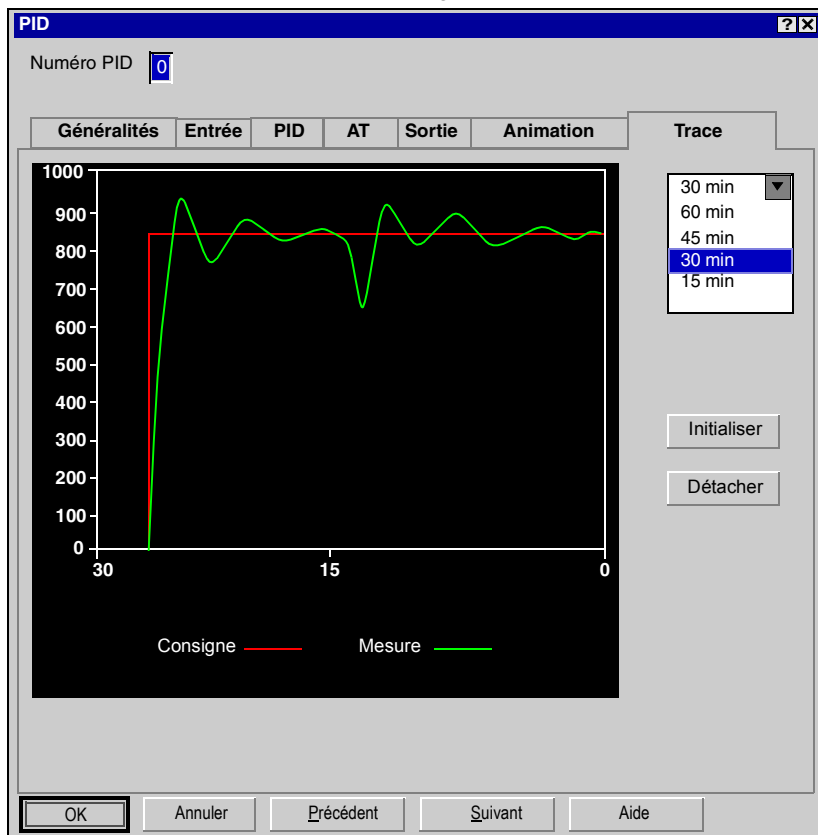 PID
Numéro PID 0
Généralités Entrée PID AT Sortie Animation Trace
1000
900
800
700
600
500
400
300
200
100
0
30 15 0
Consigne Mesure
30 min
60 min
45 min
30 min
15 min
Initialiser
Détacher
OK Annuler Précédent Suivant Aide